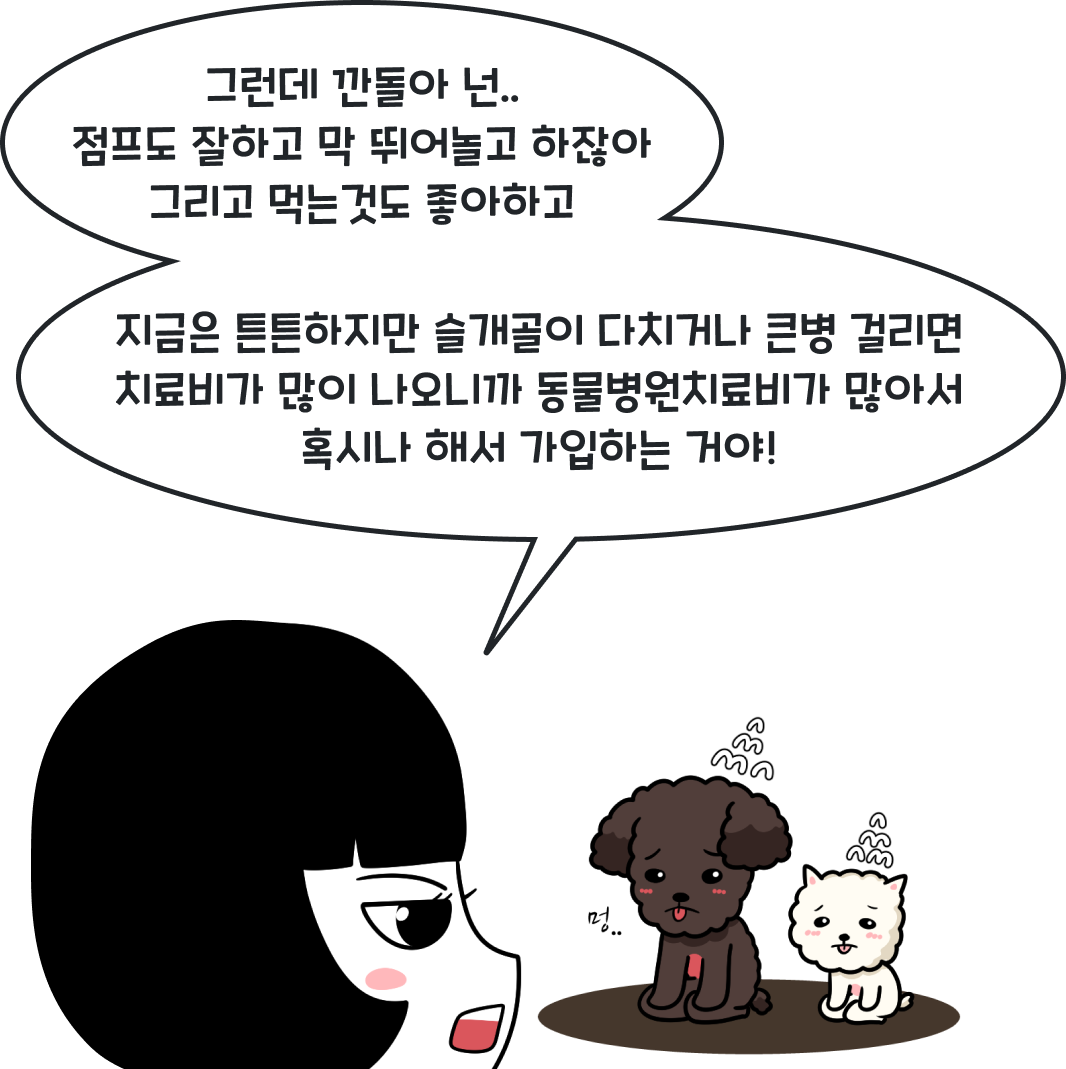 그런데 깐돌아 넌..
점프도 잘하고 막 뛰어놀고 하잖아
그리고 먹는것도 좋아하고
지금은 튼튼하지만 슬개골이 다치거나 큰병 걸리면
치료비가 많이 나오니까 동물병원치료비가 많아서
혹시나 해서 가입하는 거야!
멍..